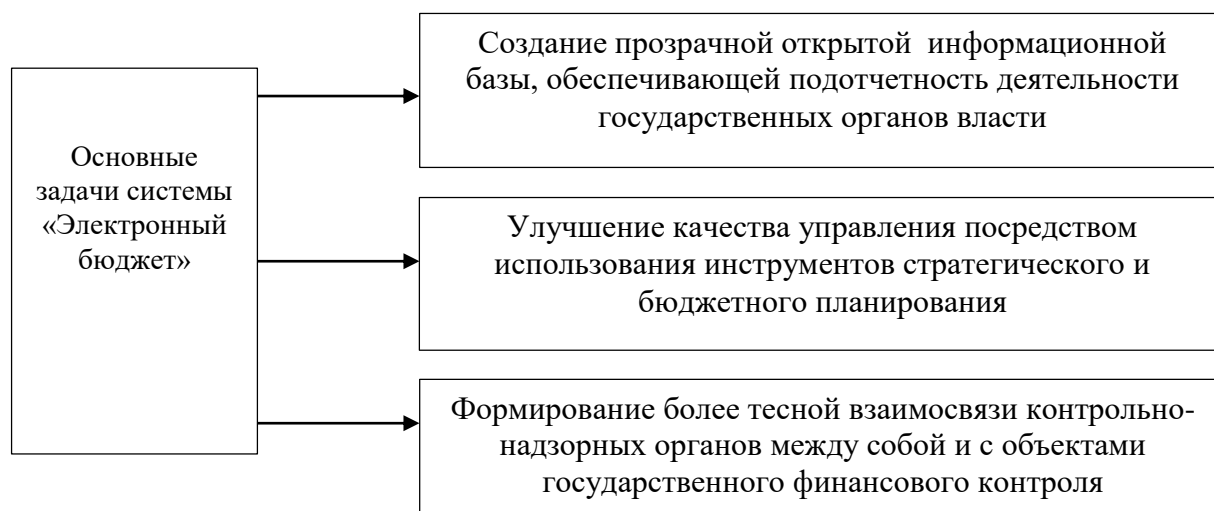 Основные
задачи системы
«Электронный
бюджет»
Создание прозрачной открытой информационной
базы, обеспечивающей подотчетность деятельности
государственных органов власти
Улучшение качества управления посредством
использования инструментов стратегического и
бюджетного планирования
Формирование более тесной взаимосвязи контрольно-
надзорных органов между собой и с объектами
государственного финансового контроля